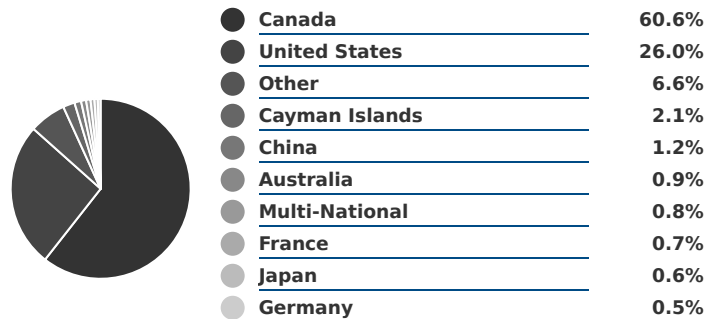 Canada 60.6%
United States 26.0%
Other 6.6%
Cayman Islands 2.1%
China 1.2%
Australia 0.9%
Multi-National 0.8%
France 0.7%
Japan 0.6%
Germany 0.5%